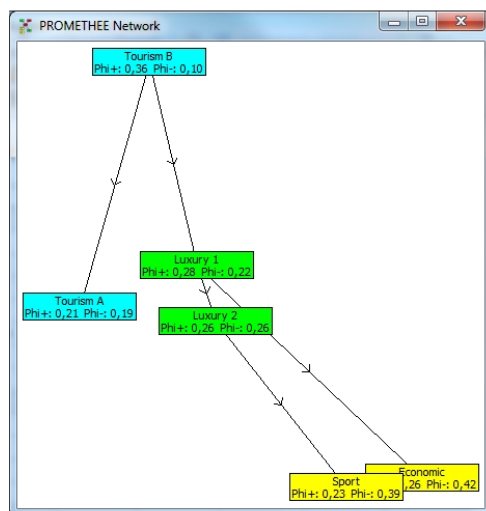 PROMETHEE Network
Tourism B
Phi+: 0,36 Phi-: 0,10
Luxury 1
Phi+: 0,28 Phi-: 0,22
Tourism A
Phi+: 0,21 Phi-: 0,19
Luxury 2
Phi+: 0,26 Phi-: 0,26
Economic
,26 Phi-: 0,42
Sport
Phi+: 0,23 Phi-: 0,39